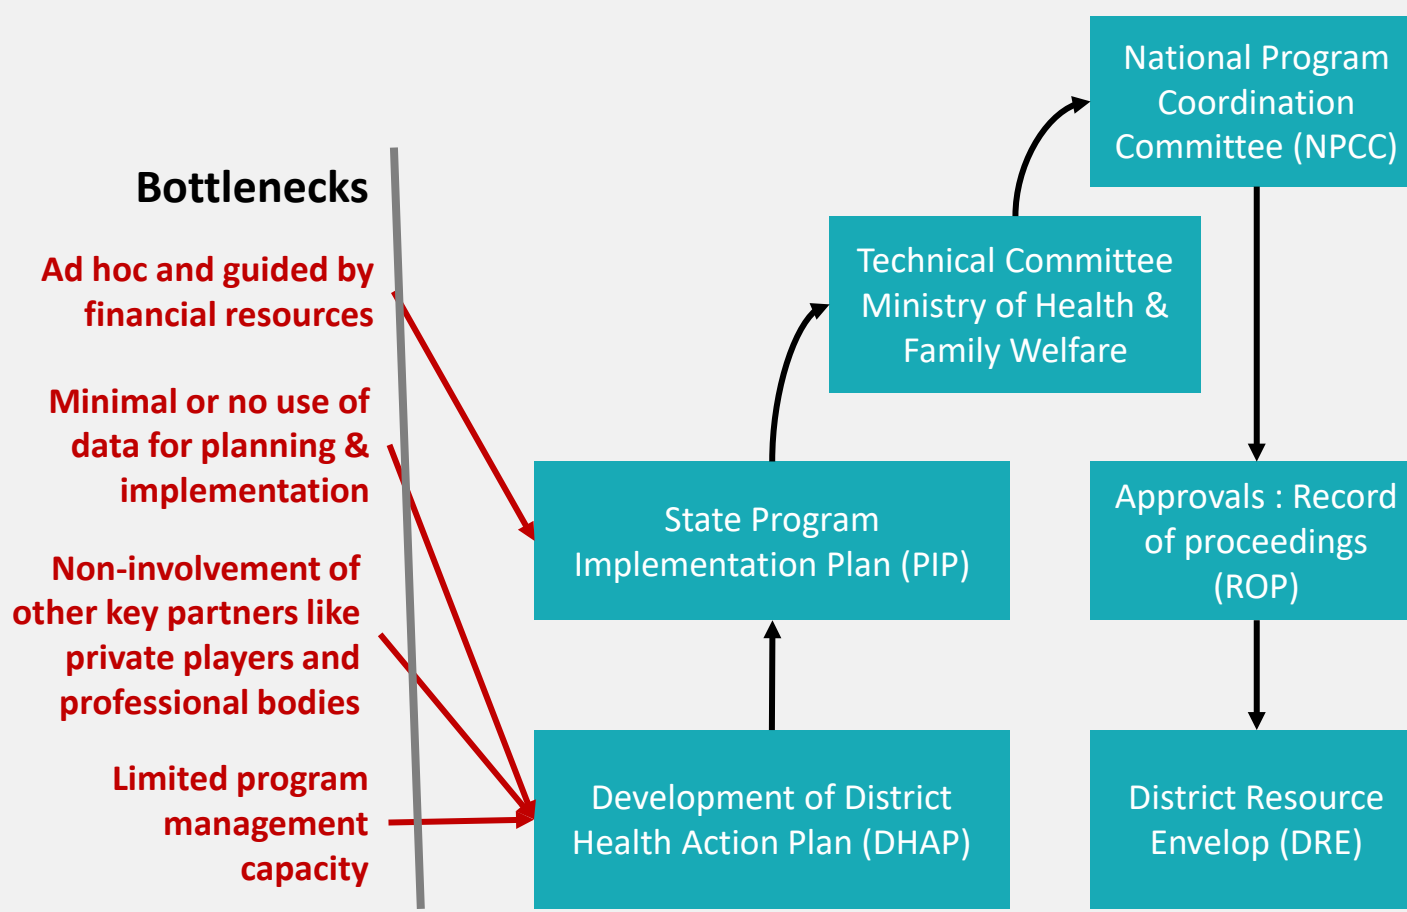 Bottlenecks
Ad hoc and guided by
financial resources
Minimal or no use of
data for planning &
implementation
Non-involvement of
other key partners like
private players and
professional bodies
Limited program
management
capacity
National Program
Coordination
Committee (NPCC)
Technical Committee
Ministry of Health &
Family Welfare
State Program
Implementation Plan (PIP)
Approvals : Record
of proceedings
(ROP)
Development of District
Health Action Plan (DHAP)
District Resource
Envelop (DRE)